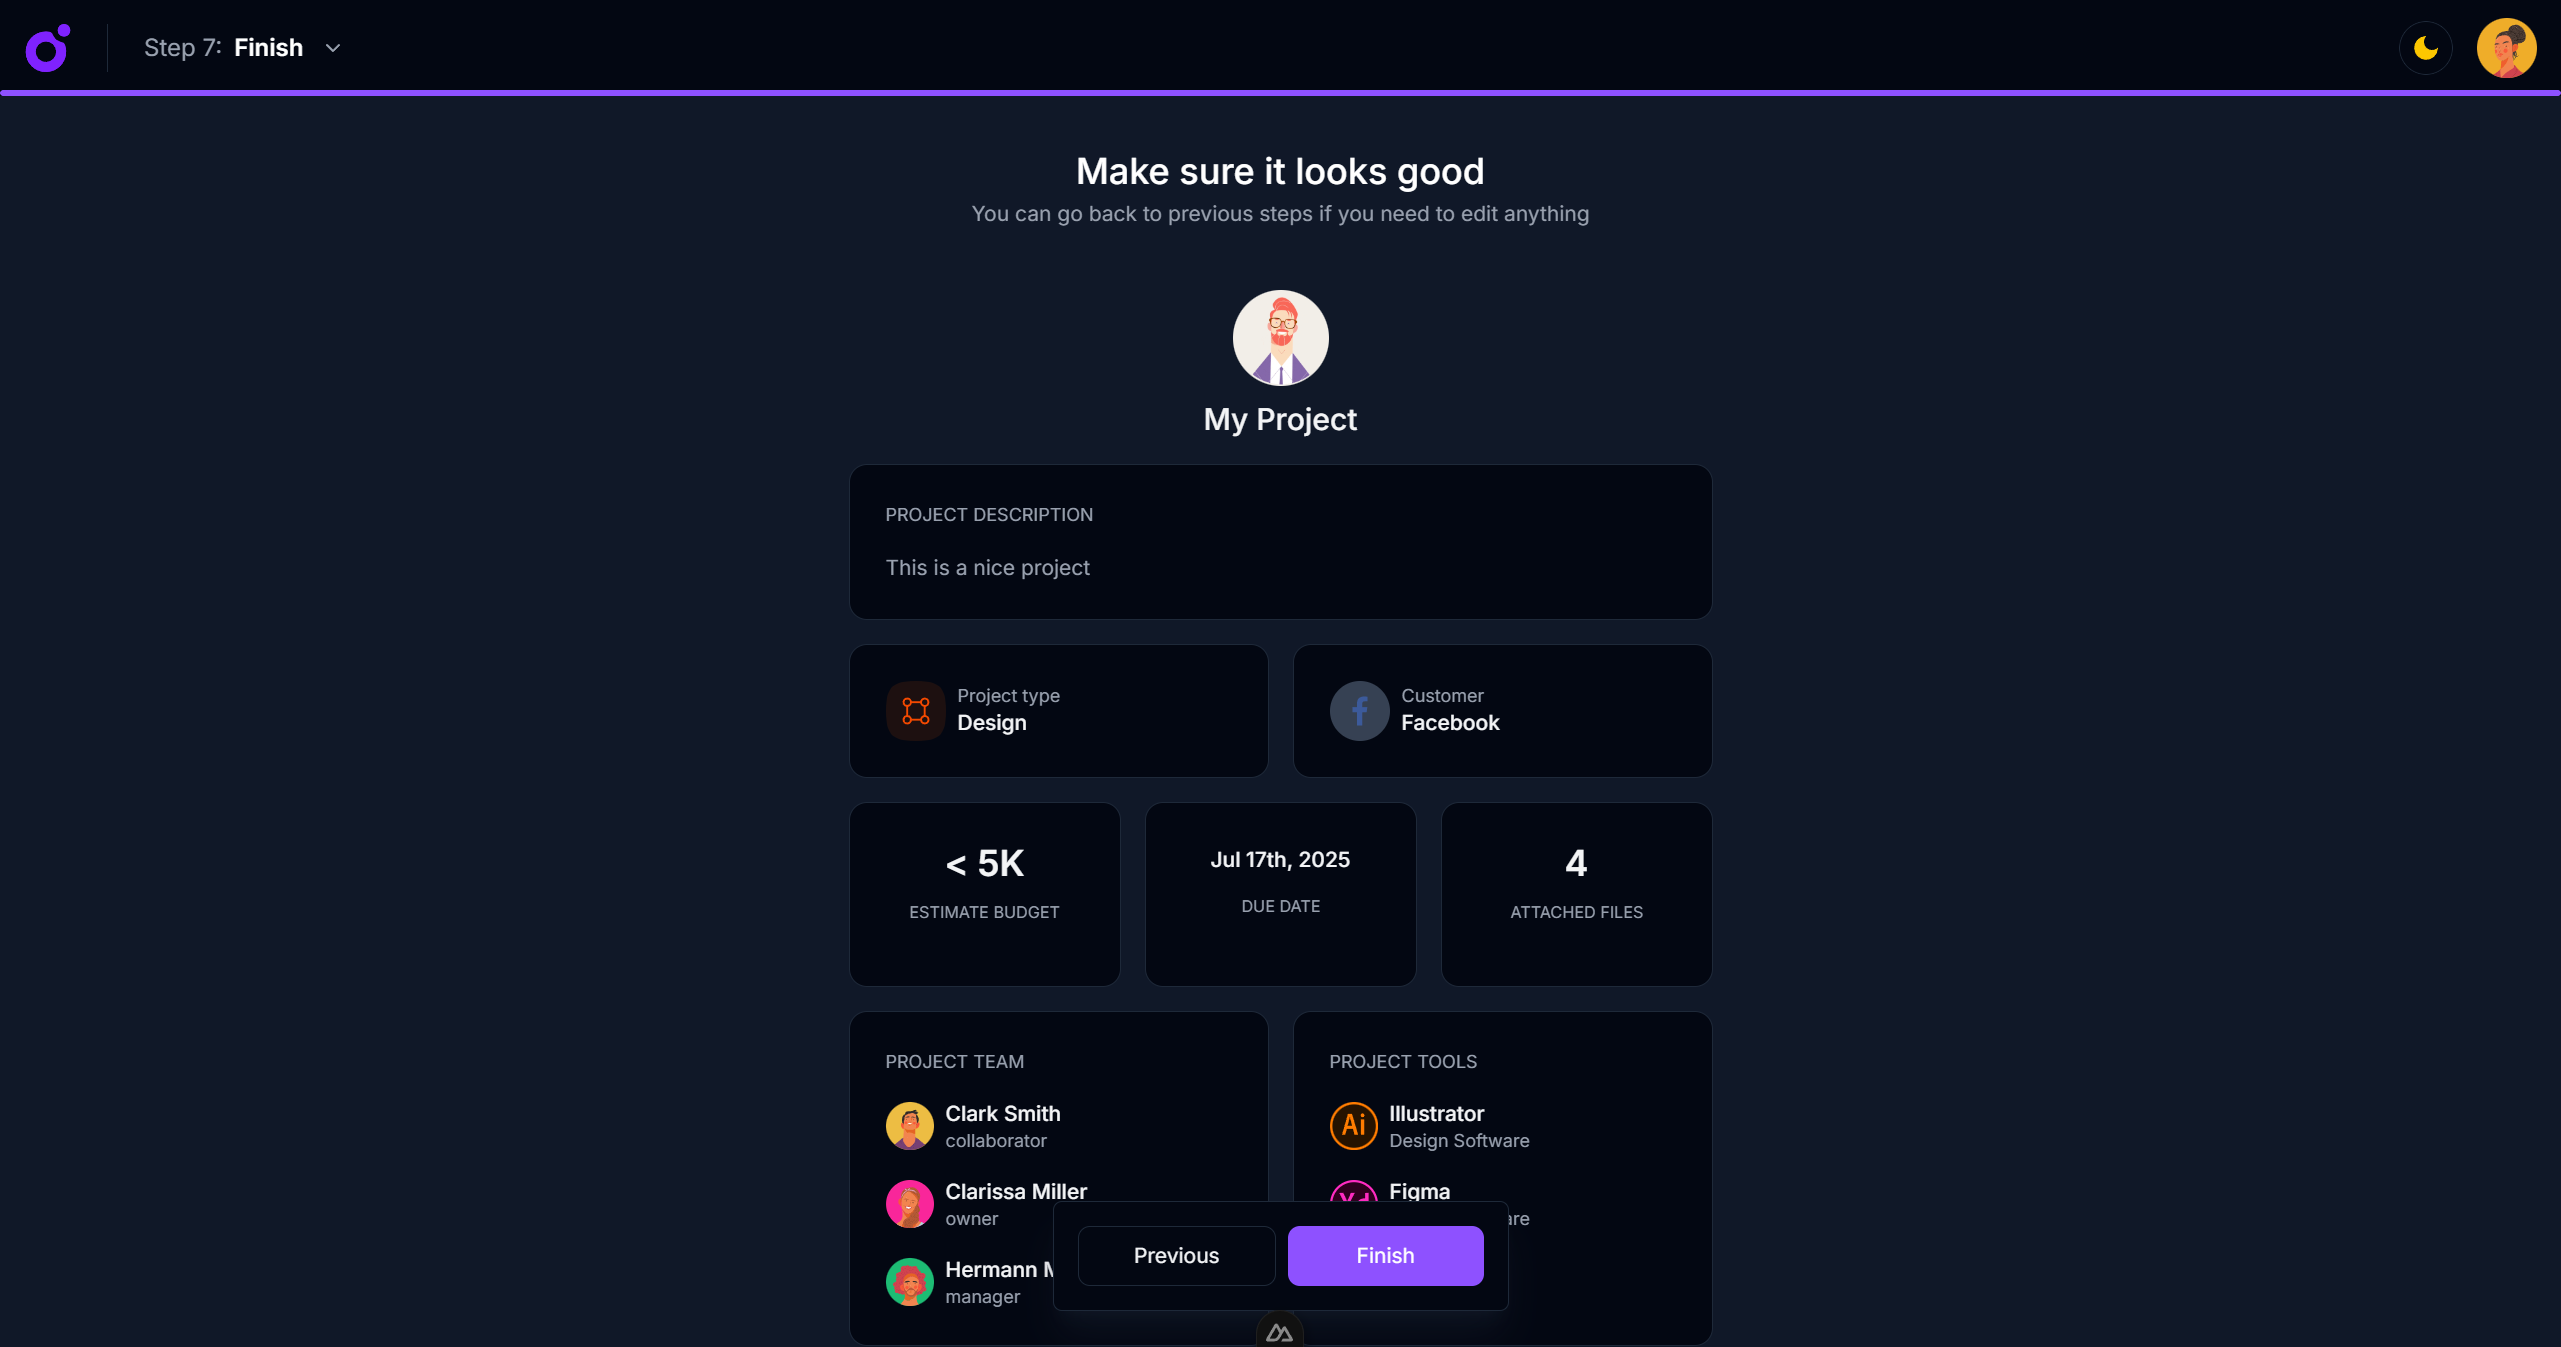 Step 7: Finish
Make sure it looks good
You can go back to previous steps if you need to edit anything
My Project
PROJECT DESCRIPTION
This is a nice project
Project type
Design
Customer
Facebook
< 5K
ESTIMATE BUDGET
Jul 17th, 2025
DUE DATE
4
ATTACHED FILES
PROJECT TEAM
Clark Smith
collaborator
Clarissa Miller
owner
Hermann
manager
PROJECT TOOLS
Ai
Illustrator
Design Software
Figma
Previous
Finish